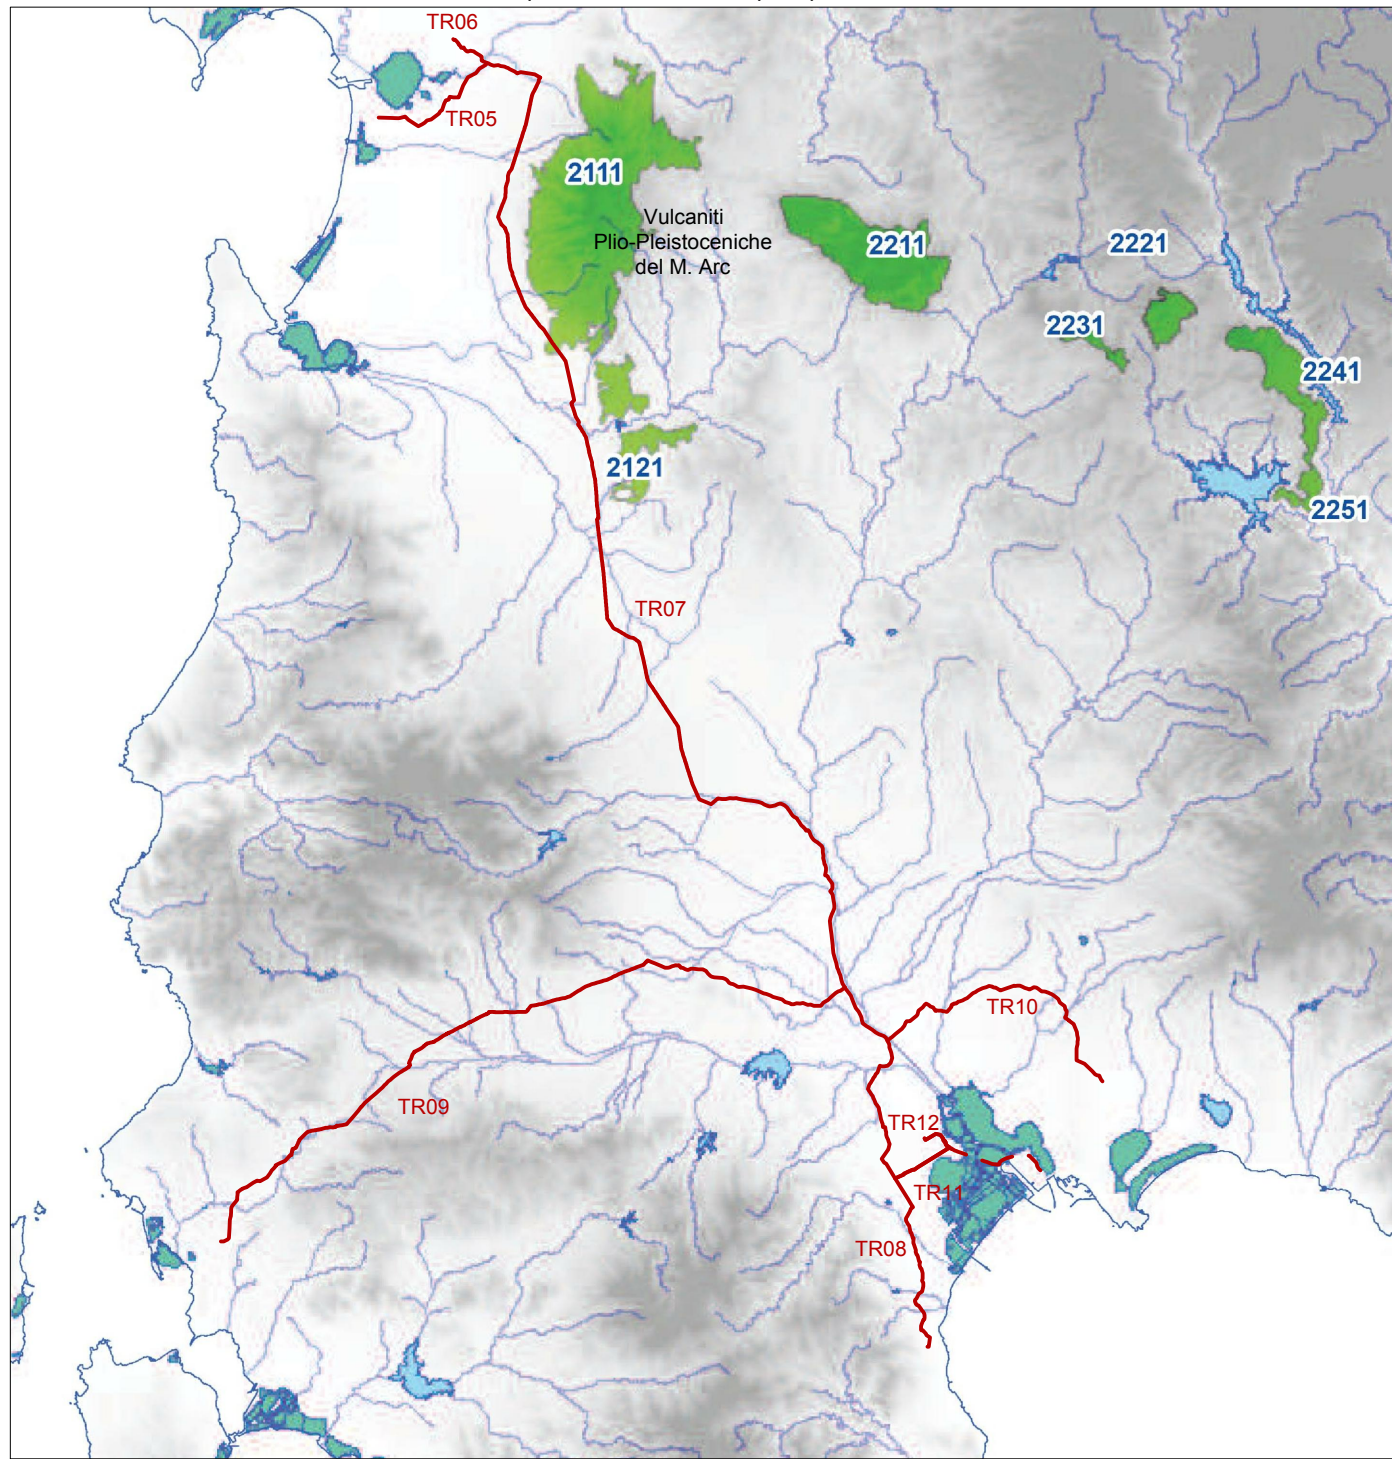 TR06
TR05
2111
Vulcaniti
Plio-Pleistoceniche
del M. Arc
2211
2221
2231
2241
2121
2251
TR07
TR10
TR09
TR12
TR11
TR08